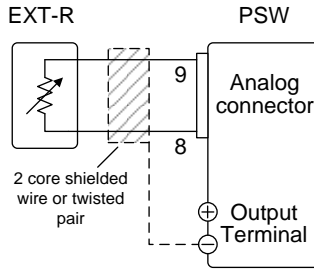 EXT-R
PSW
9
Analog
connector
8
2 core shielded
wire or twisted
pair
Output
Terminal